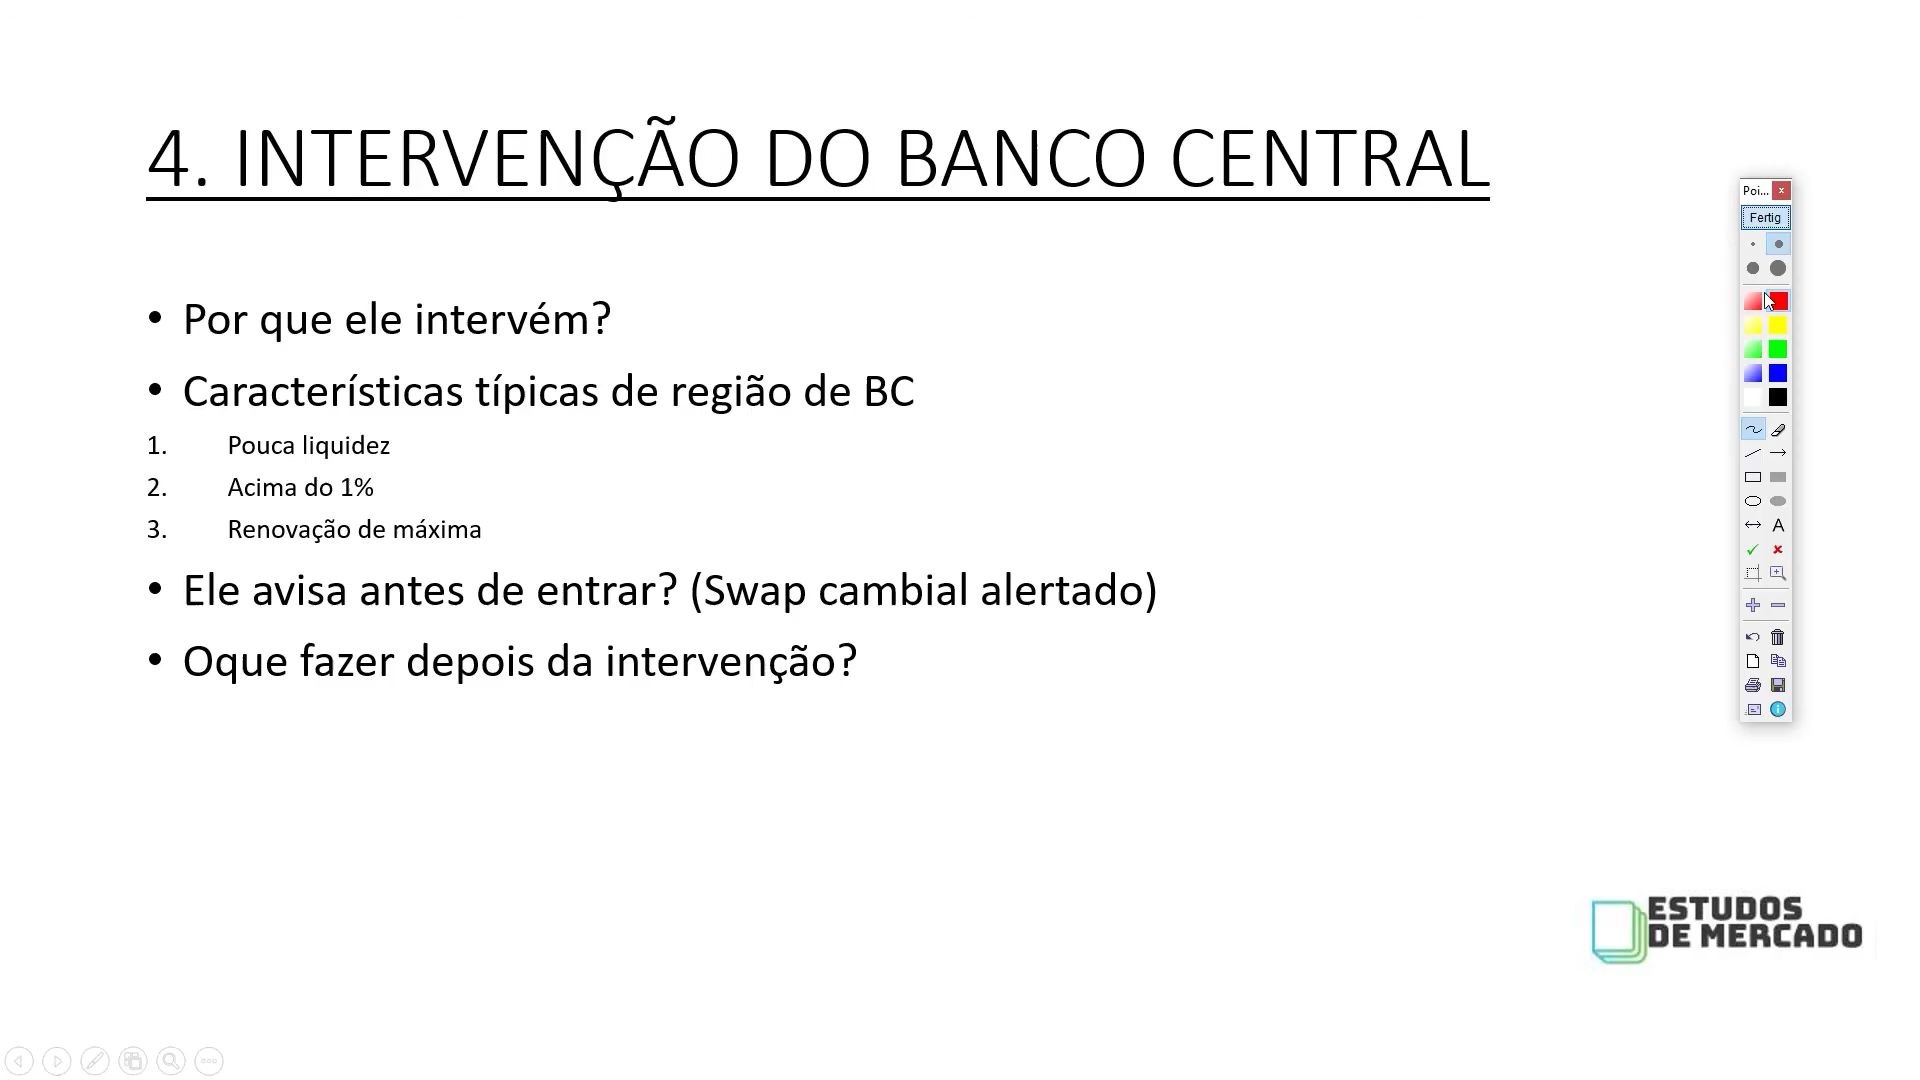 4. INTERVENÇÃO DO BANCO CENTRAL
• Por que ele intervém?
• Características típicas de região de BC
1. Pouca liquidez
2. Acima do 1%
3. Renovação de máxima
• Ele avisa antes de entrar? (Swap cambial alertado)
• Oque fazer depois da intervenção?
Poi...
Fertig
A
ESTUDOS
DE MERCADO